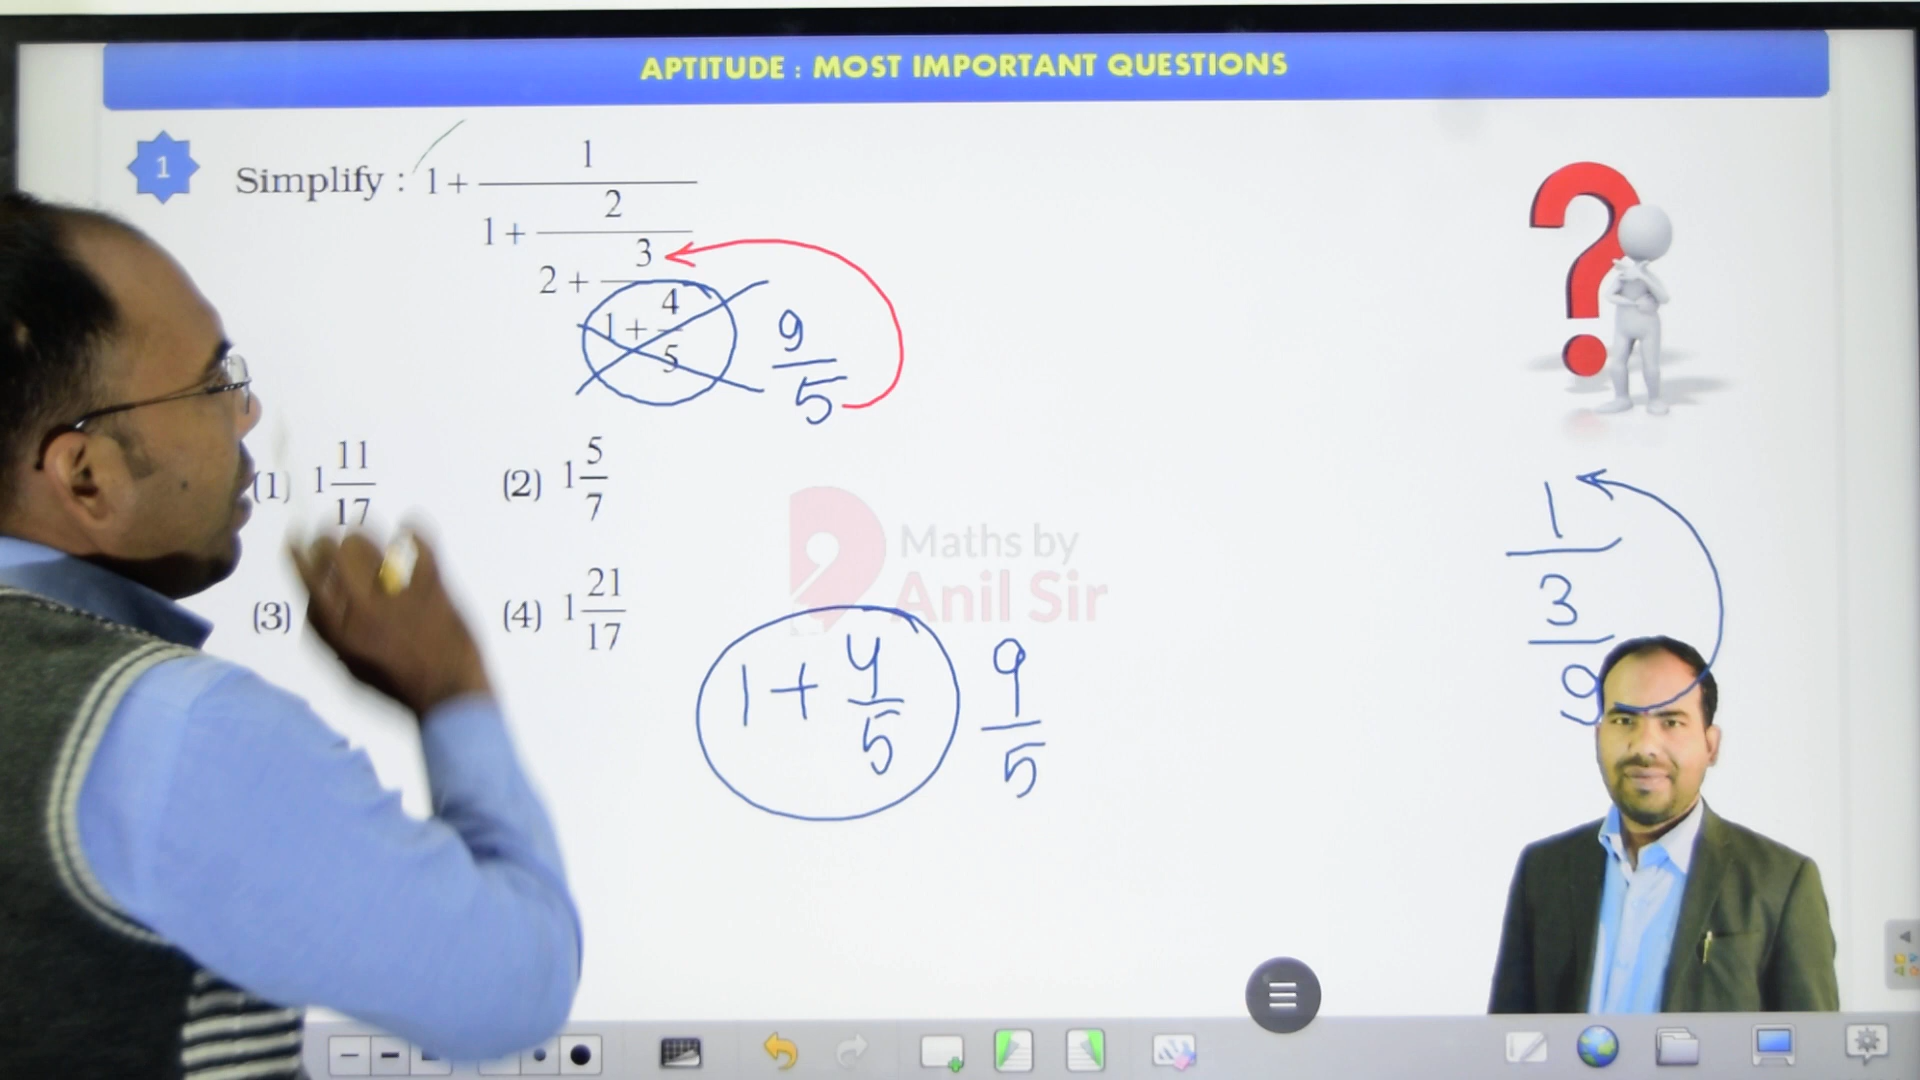 APTITUDE : MOST IMPORTANT QUESTIONS
1
Simplify : 1 +
1
1 +
2
2 +
3
1 +
4
5
9
5
(1) 1 11/17
(2) 1 5/7
(3)
(4) 1 21/17
Maths by
Anil Sir
1 + 4/5
9/5
1
3
9